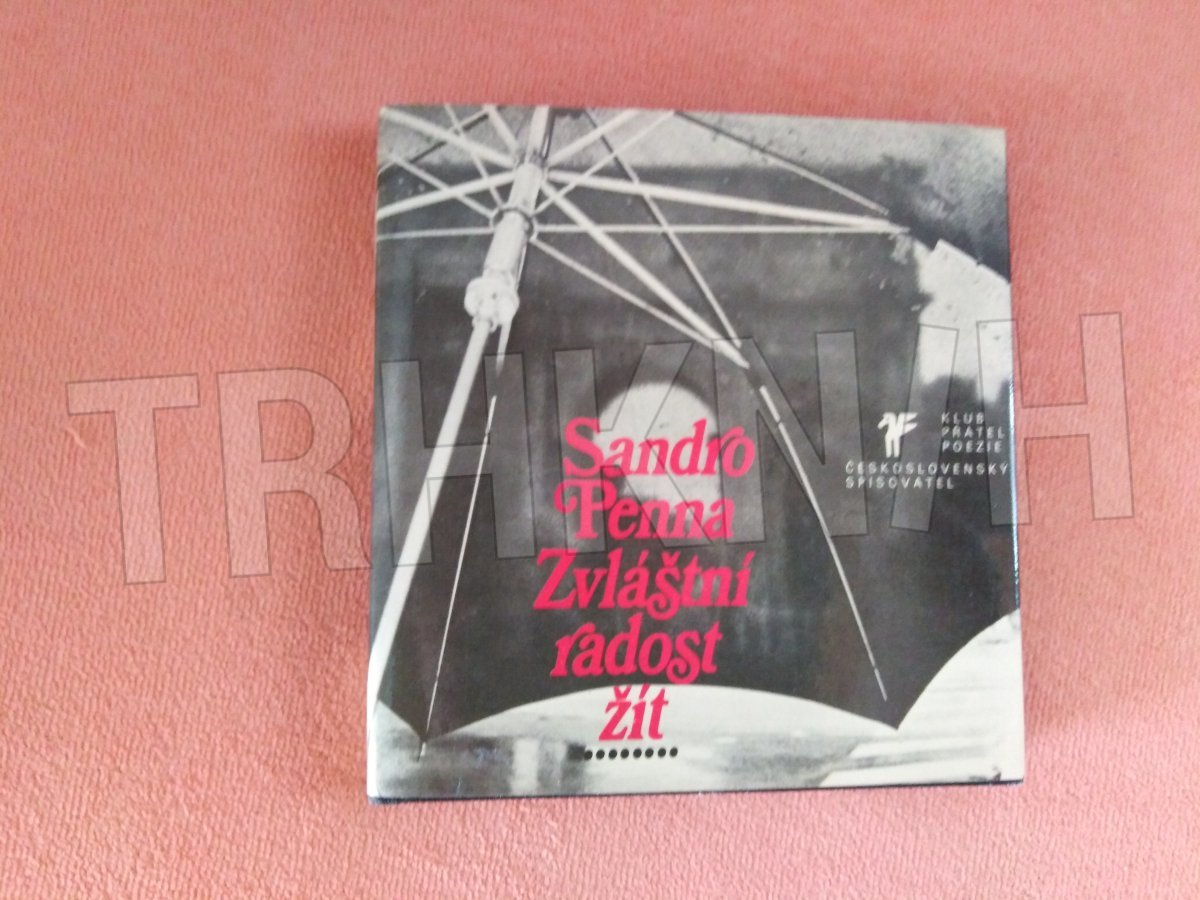 Sandro
Penna
Zvláštní
radost
žít
KLUB
PŘÁTEL
POEZIE
ČESKOSLOVENSKÝ
SPISOVATEL
TRHKNIH